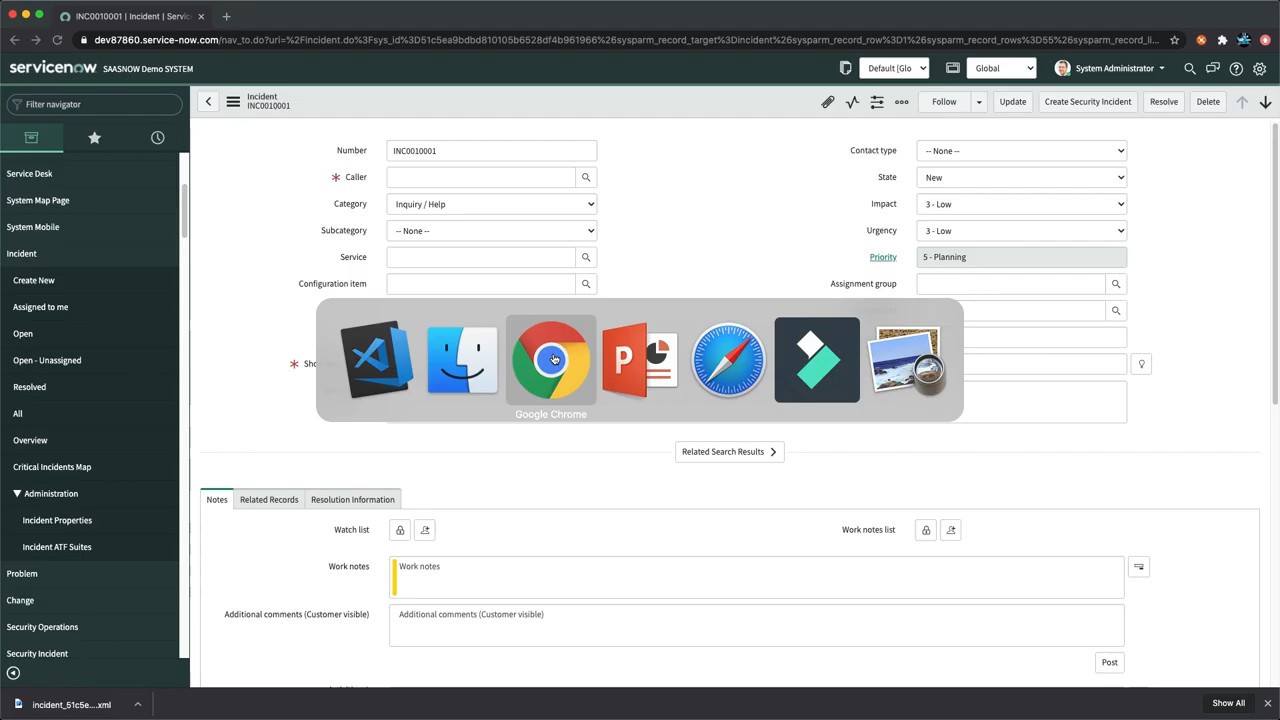 INC0010001 | Incident | Servic
dev87860.service-now.com/nav_to.do?uri=%2Fincident.do%3Fsys_id%3D51c5ea9bdbd810105b6528df4b961966%26sysparm_record_target%3Dincident%26sysparm_record_row%3D1%26sysparm_record_rows%3D55%26sysparm_record_li...
servicenow SAASNOW Demo SYSTEM
Default [Glo
Global
System Administrator
Filter navigator
Incident
INC0010001
Follow
Update
Create Security Incident
Resolve
Delete
Service Desk
System Map Page
System Mobile
Incident
Create New
Assigned to me
Open
Open - Unassigned
Resolved
All
Overview
Critical Incidents Map
Administration
Incident Properties
Incident ATF Suites
Problem
Change
Security Operations
Security Incident
Number INC0010001
Caller
Category Inquiry / Help
Subcategory -- None --
Service
Configuration item
Contact type -- None --
State New
Impact 3 - Low
Urgency 3 - Low
Priority 5 - Planning
Assignment group
Google Chrome
Related Search Results
Notes
Related Records
Resolution Information
Watch list
Work notes list
Work notes Work notes
Additional comments (Customer visible) Additional comments (Customer visible)
Post
incident_51c5e....xml
Show All